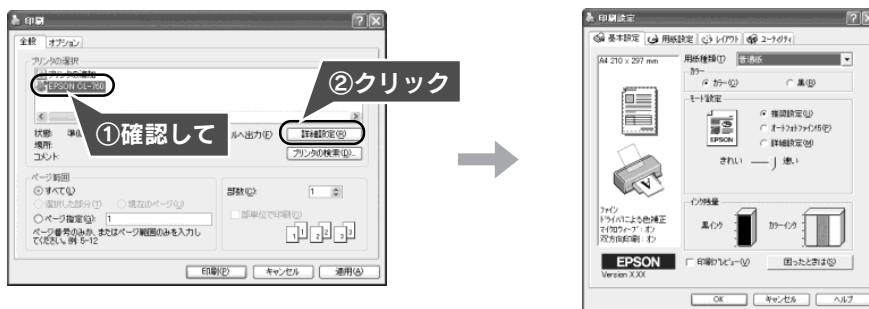 印刷
全般 オプション
プリンタの選択
プリンタの追加
EPSON CL-760
②クリック
①確認して
状態:
場所:
コメント:
ルへ出力(F)
詳細設定(R)
プリンタの検索(D)...
ページ範囲
すべて(L)
選択した部分(T) 現在のページ(U)
ページ指定(G): 1
ページ番号のみか、またはページ範囲のみを入力し
てください。例 5-12
部数(C): 1
部単位で印刷(O)
1 1 2 2 3 3
印刷(P) キャンセル 適用(A)
印刷設定
基本設定 用紙設定 レイアウト ユーティリティ
A4 210 x 297 mm
用紙種類(T) 普通紙
カラー
カラー(C) 黒(B)
モード設定
推奨設定(U)
オートフォトファイン!5(F)
詳細設定(M)
EPSON
きれい 速い
ファイン
ドライバによる色補正
マイクロウィーブ: オン
双方向印刷: オン
インク残量
黒インク カラーインク
EPSON
Version X.XX
印刷プレビュー(V)
困ったときは(S)
OK キャンセル ヘルプ